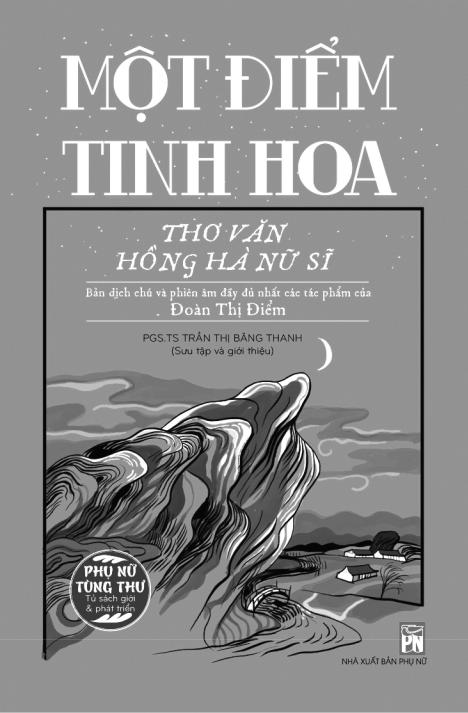 MỘT ĐIỂM
TINH HOA
THƠ VĂN
HỒNG HÀ NỮ SĨ
Bản dịch chú và phiên âm đầy đủ nhất các tác phẩm của
Đoàn Thị Điểm
PGS.TS TRẦN THỊ BĂNG THANH
(Sưu tập và giới thiệu)
PHỤ NỮ
TÙNG THƯ
Tủ sách giới
& phát triển
PN
NHÀ XUẤT BẢN PHỤ NỮ